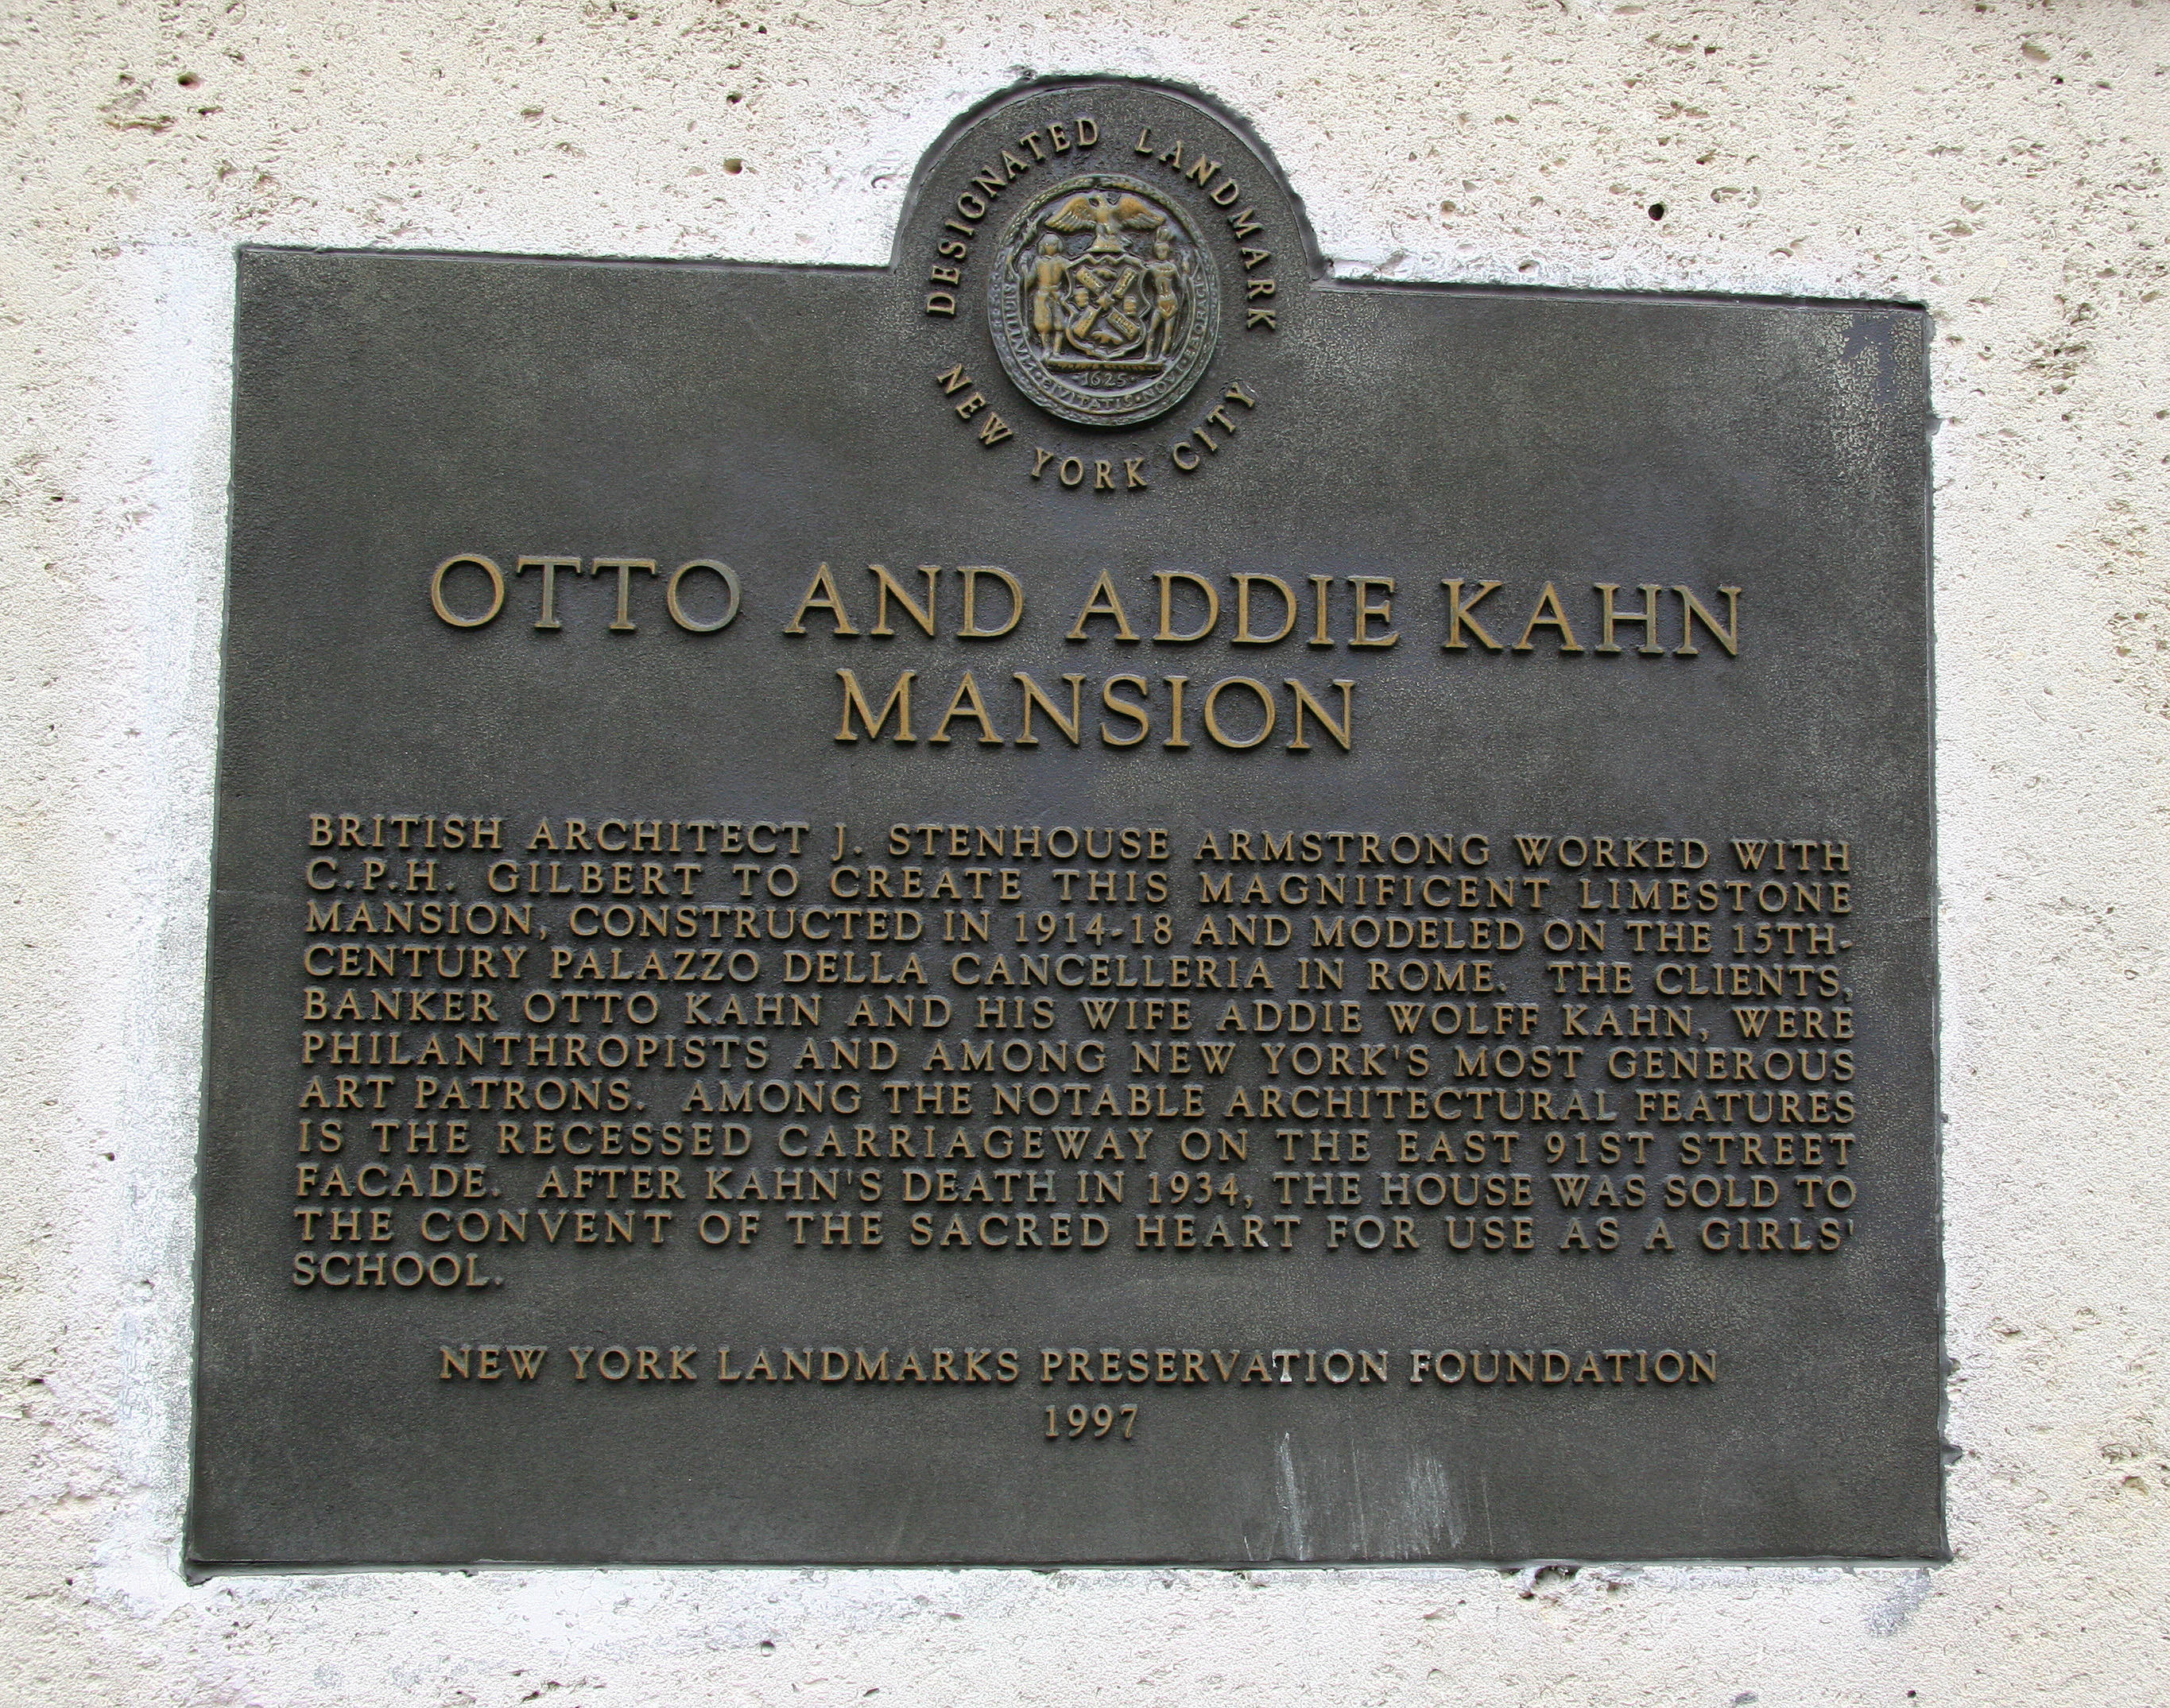 DESIGNATED LANDMARK
NEW YORK CITY
SIGILLVM · CIVITATIS · NOVI EBORACI
1625
OTTO AND ADDIE KAHN
MANSION
BRITISH ARCHITECT J. STENHOUSE ARMSTRONG WORKED WITH
C.P.H. GILBERT TO CREATE THIS MAGNIFICENT LIMESTONE
MANSION, CONSTRUCTED IN 1914-18 AND MODELED ON THE 15TH-
CENTURY PALAZZO DELLA CANCELLERIA IN ROME. THE CLIENTS,
BANKER OTTO KAHN AND HIS WIFE ADDIE WOLFF KAHN, WERE
PHILANTHROPISTS AND AMONG NEW YORK'S MOST GENEROUS
ART PATRONS. AMONG THE NOTABLE ARCHITECTURAL FEATURES
IS THE RECESSED CARRIAGEWAY ON THE EAST 91ST STREET
FACADE. AFTER KAHN'S DEATH IN 1934, THE HOUSE WAS SOLD TO
THE CONVENT OF THE SACRED HEART FOR USE AS A GIRLS'
SCHOOL.
NEW YORK LANDMARKS PRESERVATION FOUNDATION
1997